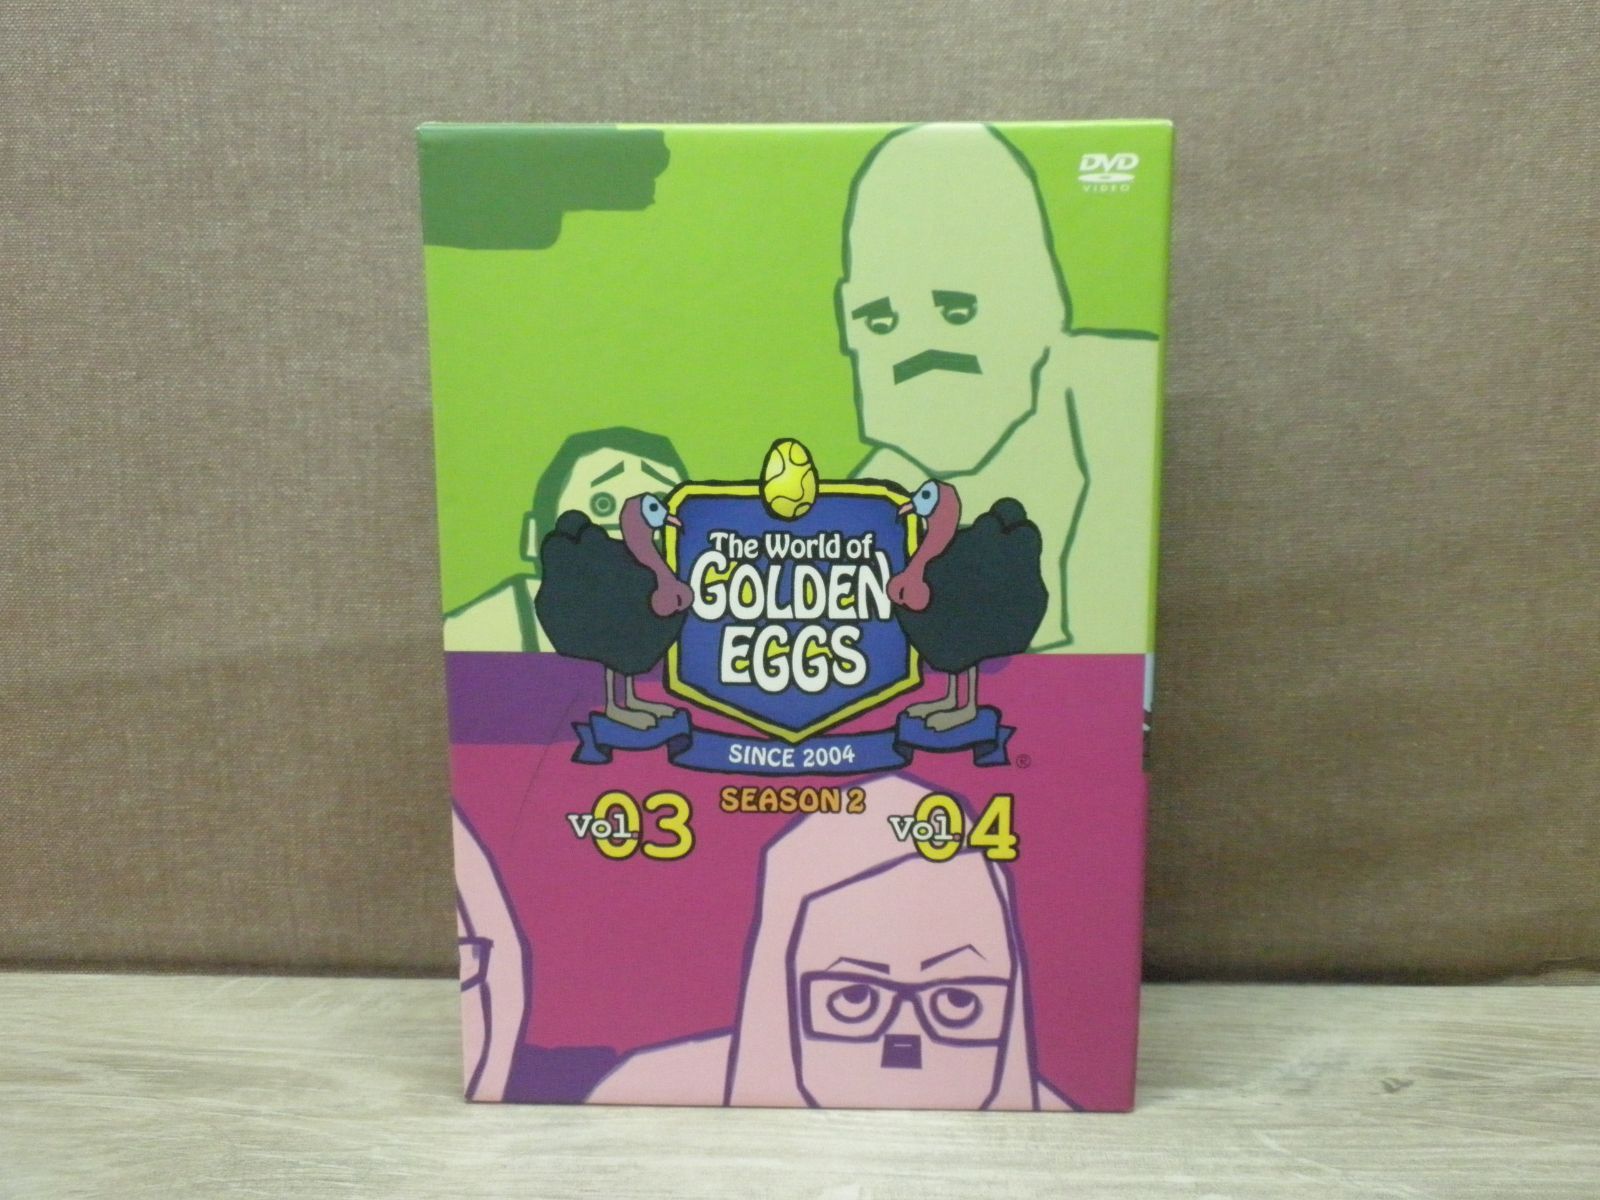 DVD
VIDEO
The World of
GOLDEN
EGGS
SINCE 2004
®
SEASON 2
Vol.03
Vol.04